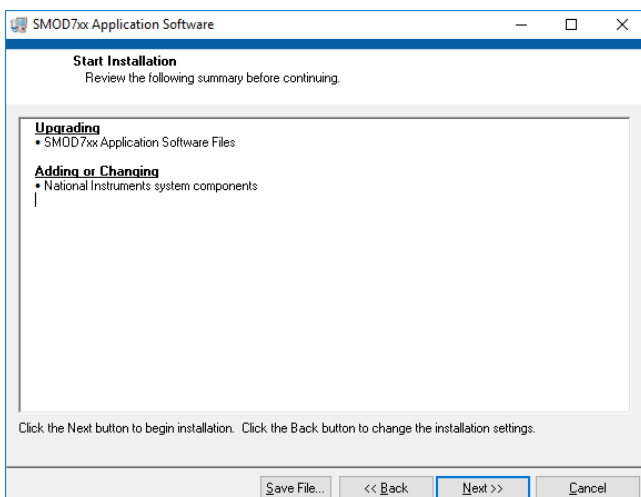 SMOD7xx Application Software
Start Installation
Review the following summary before continuing.
Upgrading
• SMOD7xx Application Software Files
Adding or Changing
• National Instruments system components
Click the Next button to begin installation. Click the Back button to change the installation settings.
Save File... << Back Next >> Cancel